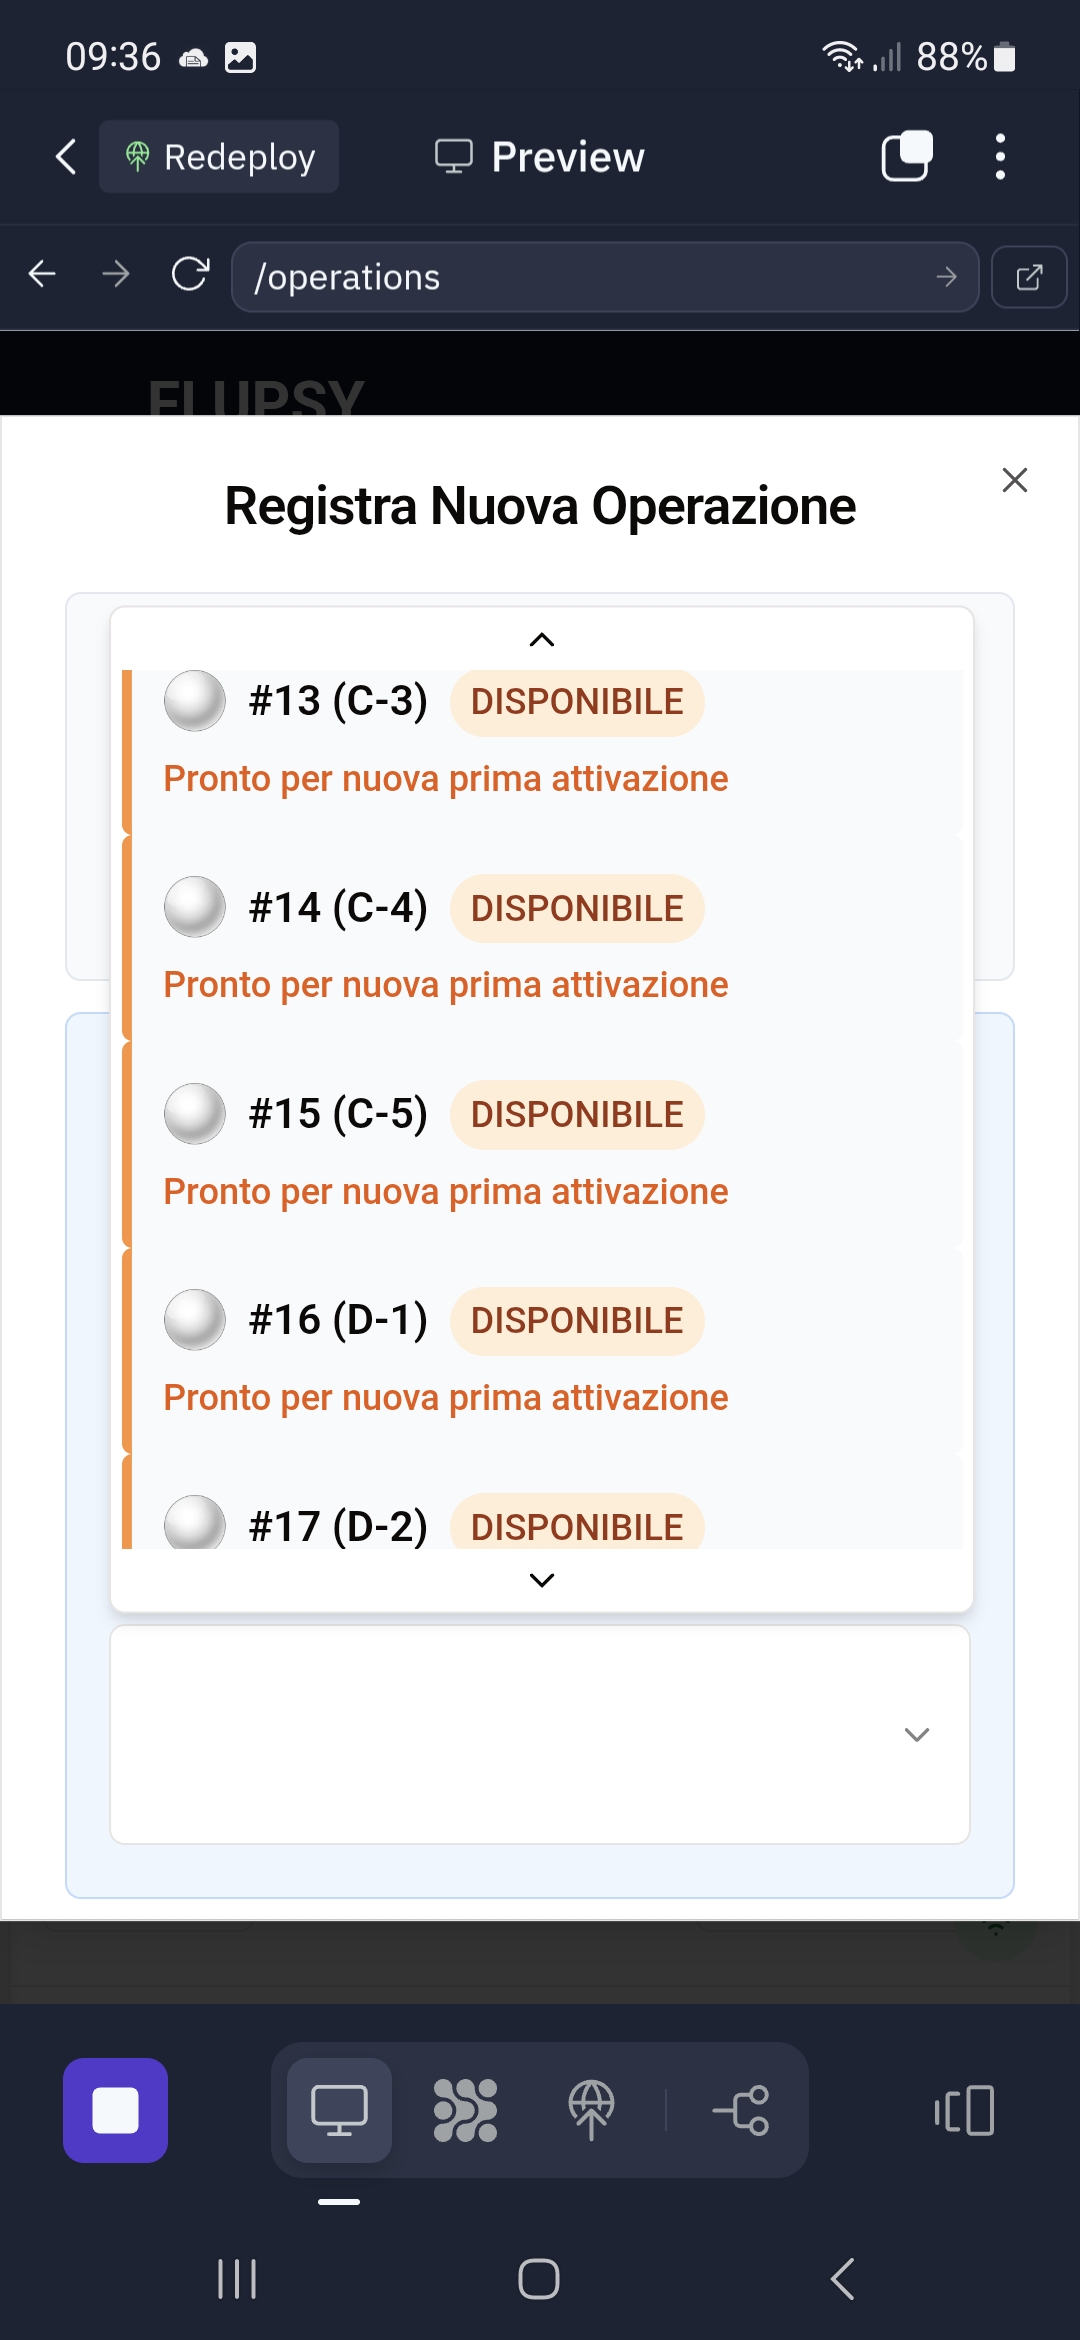 09:36
88%
Redeploy
Preview
/operations
FLUPSY
Registra Nuova Operazione
#13 (C-3) DISPONIBILE
Pronto per nuova prima attivazione
#14 (C-4) DISPONIBILE
Pronto per nuova prima attivazione
#15 (C-5) DISPONIBILE
Pronto per nuova prima attivazione
#16 (D-1) DISPONIBILE
Pronto per nuova prima attivazione
#17 (D-2) DISPONIBILE